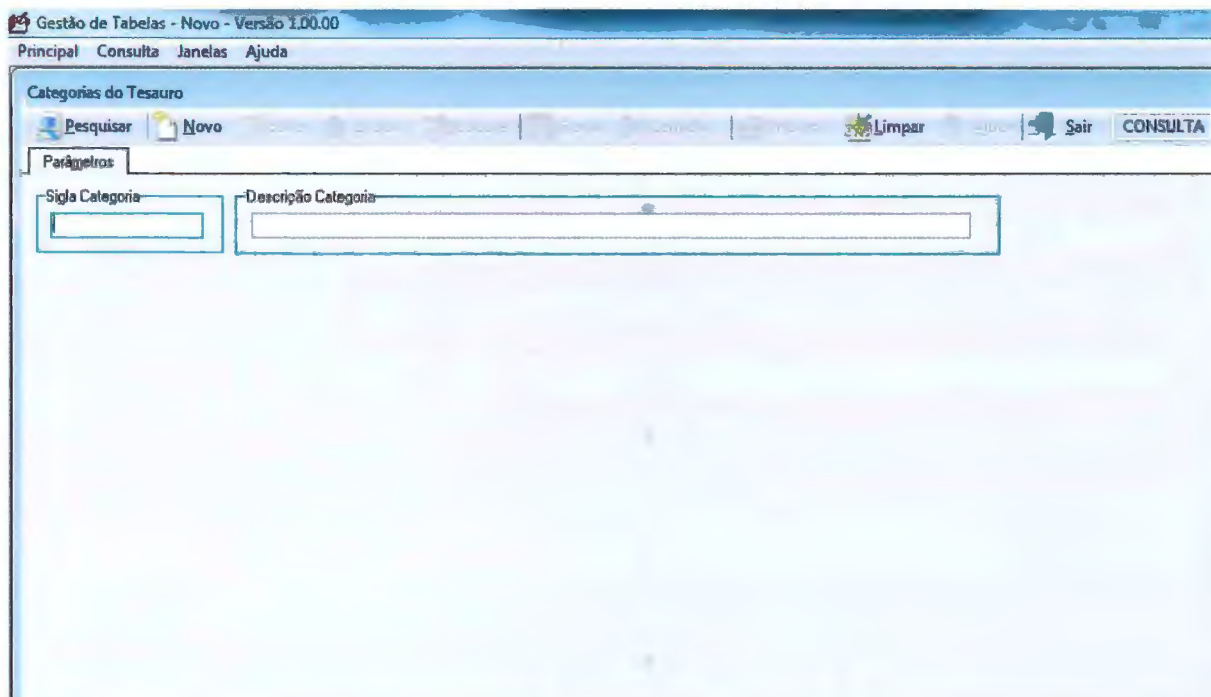 Gestão de Tabelas - Novo - Versão 1.00.00
Principal Consulta Janelas Ajuda
Categorias do Tesauro
Pesquisar Novo Limpar Sair CONSULTA
Parâmetros
Sigla Categoria Descrição Categoria